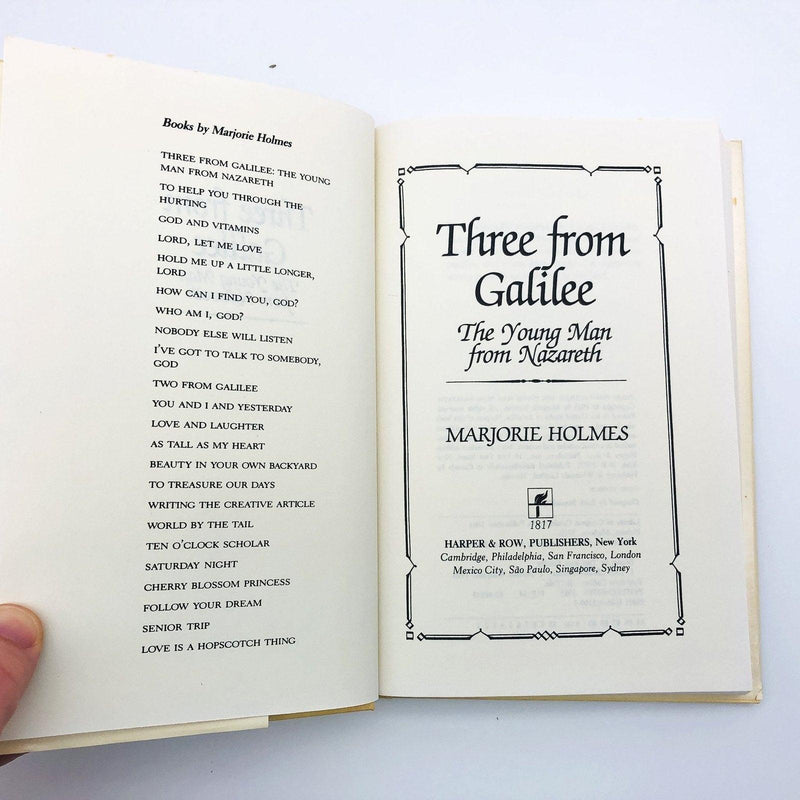 Books by Marjorie Holmes
THREE FROM GALILEE: THE YOUNG
MAN FROM NAZARETH
TO HELP YOU THROUGH THE
HURTING
GOD AND VITAMINS
LORD, LET ME LOVE
HOLD ME UP A LITTLE LONGER,
LORD
HOW CAN I FIND YOU, GOD?
WHO AM I, GOD?
NOBODY ELSE WILL LISTEN
I'VE GOT TO TALK TO SOMEBODY,
GOD
TWO FROM GALILEE
YOU AND I AND YESTERDAY
LOVE AND LAUGHTER
AS TALL AS MY HEART
BEAUTY IN YOUR OWN BACKYARD
TO TREASURE OUR DAYS
WRITING THE CREATIVE ARTICLE
WORLD BY THE TAIL
TEN O'CLOCK SCHOLAR
SATURDAY NIGHT
CHERRY BLOSSOM PRINCESS
FOLLOW YOUR DREAM
SENIOR TRIP
LOVE IS A HOPSCOTCH THING
Three from
Galilee
The Young Man
from Nazareth
MARJORIE HOLMES
1817
HARPER & ROW, PUBLISHERS, New York
Cambridge, Philadelphia, San Francisco, London
Mexico City, São Paulo, Singapore, Sydney